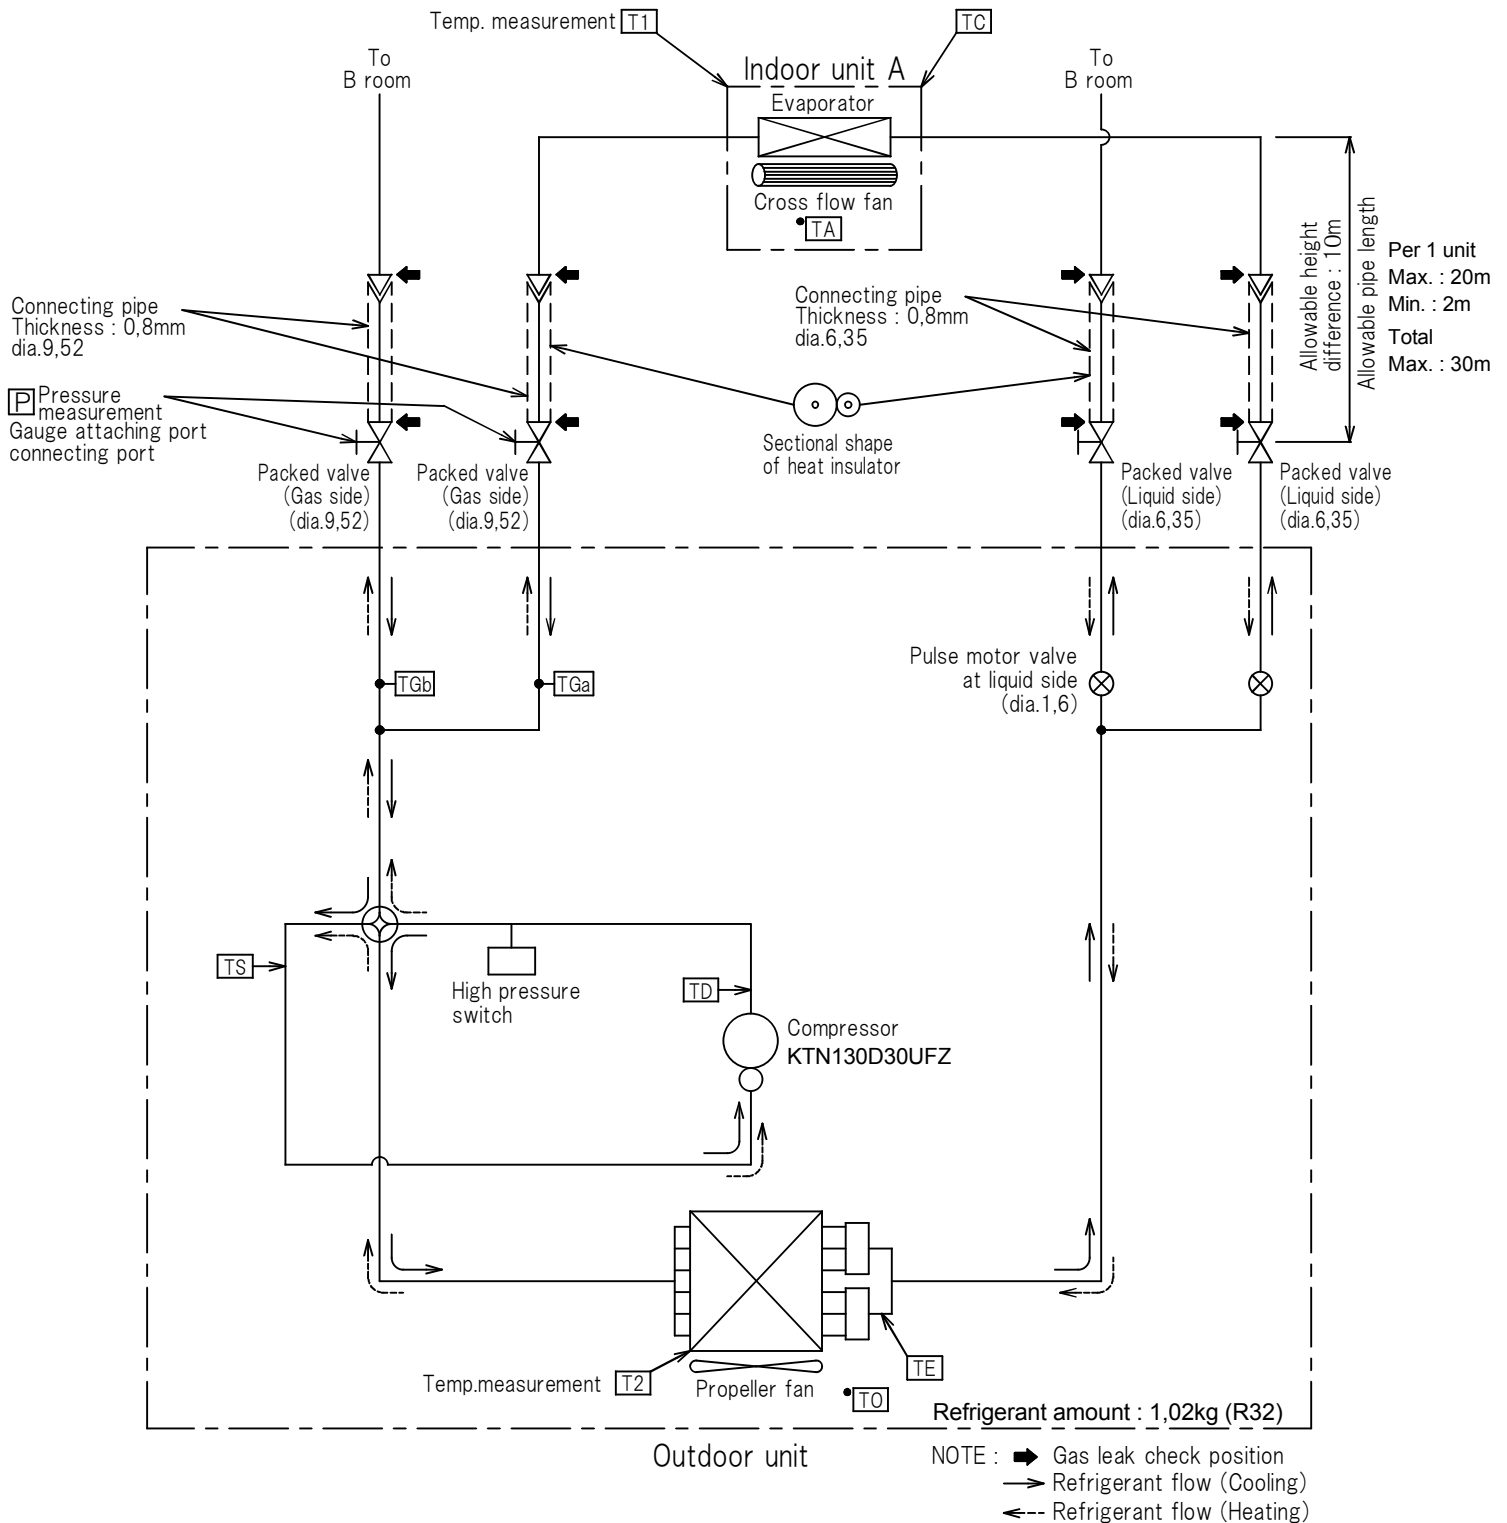 Temp. measurement T1
TC
To
B room
Indoor unit A
Evaporator
Cross flow fan
TA
To
B room
Connecting pipe
Thickness : 0,8mm
dia.9,52
P Pressure
measurement
Gauge attaching port
connecting port
Connecting pipe
Thickness : 0,8mm
dia.6,35
Sectional shape
of heat insulator
Allowable height
difference : 10m
Allowable pipe length
Per 1 unit
Max. : 20m
Min. : 2m
Total
Max. : 30m
Packed valve
(Gas side)
(dia.9,52)
Packed valve
(Gas side)
(dia.9,52)
Packed valve
(Liquid side)
(dia.6,35)
Packed valve
(Liquid side)
(dia.6,35)
TGb
TGa
Pulse motor valve
at liquid side
(dia.1,6)
TS
High pressure
switch
TD
Compressor
KTN130D30UFZ
Temp.measurement T2
Propeller fan
TO
TE
Refrigerant amount : 1,02kg (R32)
Outdoor unit
NOTE : Gas leak check position
Refrigerant flow (Cooling)
Refrigerant flow (Heating)